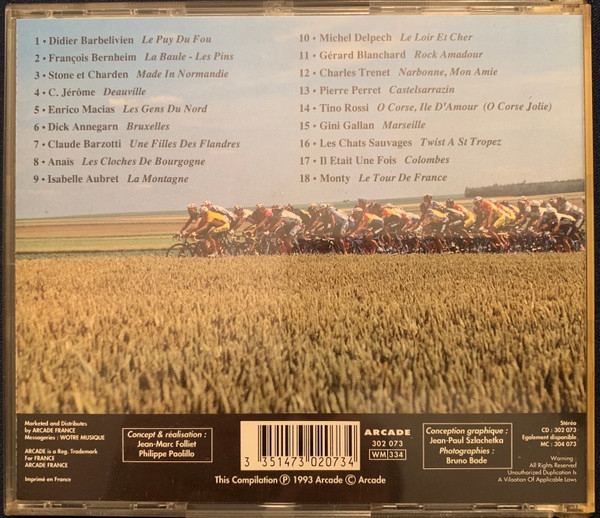 1 • Didier Barbelivien Le Puy Du Fou
2 • François Bernheim La Baule - Les Pins
3 • Stone et Charden Made In Normandie
4 • C. Jérôme Deauville
5 • Enrico Macias Les Gens Du Nord
6 • Dick Annegarn Bruxelles
7 • Claude Barzotti Une Filles Des Flandres
8 • Anaïs Les Cloches De Bourgogne
9 • Isabelle Aubret La Montagne
10 • Michel Delpech Le Loir Et Cher
11 • Gérard Blanchard Rock Amadour
12 • Charles Trenet Narbonne, Mon Amie
13 • Pierre Perret Castelsarrazin
14 • Tino Rossi O Corse, Ile D'Amour (O Corse Jolie)
15 • Gini Gallan Marseille
16 • Les Chats Sauvages Twist A St Tropez
17 • Il Etait Une Fois Colombes
18 • Monty Le Tour De France
Marketed and Distributes
by ARCADE FRANCE
Messageries : WOTRE MUSIQUE
ARCADE is a Reg. Trademark
For FRANCE
ARCADE FRANCE
Imprimé en France
Concept & réalisation :
Jean-Marc Folliet
Philippe Paolillo
3 351473 020734
This Compilation Ⓟ 1993 Arcade Ⓒ Arcade
ARCADE
302 073
WM 334
Conception graphique :
Jean-Paul Szlachetka
Photographies :
Bruno Bade
Stéréo
CD : 302 073
Egalement disponible
MC : 304 073
Warning :
All Rights Reserved
Unauthorized Duplication Is
A Vilsation Of Applicable Laws